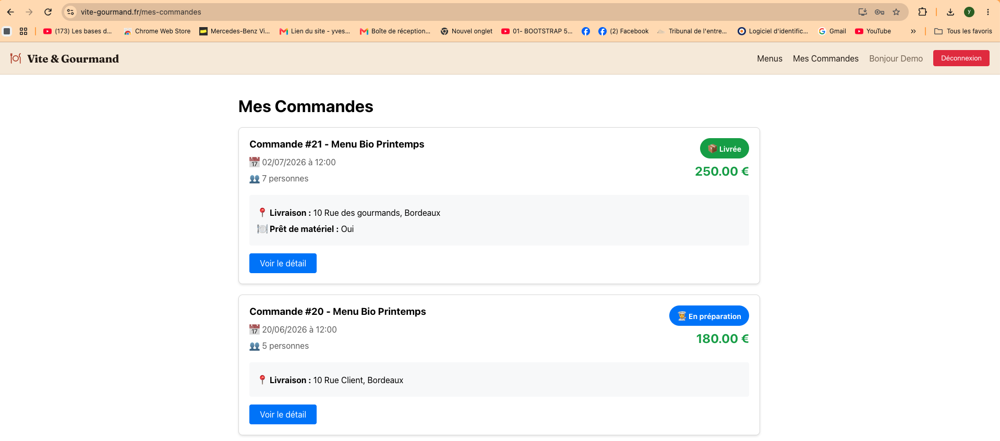 vite-gourmand.fr/mes-commandes
y
(173) Les bases d...
Chrome Web Store
Mercedes-Benz Vi...
Lien du site - yves...
Boîte de réception...
Nouvel onglet
01- BOOTSTRAP 5...
(2) Facebook
Tribunal de l'entre...
Logiciel d'identific...
Gmail
YouTube
»
Tous les favoris
Vite & Gourmand
Menus
Mes Commandes
Bonjour Demo
Déconnexion
Mes Commandes
Commande #21 - Menu Bio Printemps
📦 Livrée
📅 02/07/2026 à 12:00
250.00 €
👥 7 personnes
📍 Livraison : 10 Rue des gourmands, Bordeaux
🍽️ Prêt de matériel : Oui
Voir le détail
Commande #20 - Menu Bio Printemps
👨‍🍳 En préparation
📅 20/06/2026 à 12:00
180.00 €
👥 5 personnes
📍 Livraison : 10 Rue Client, Bordeaux
Voir le détail